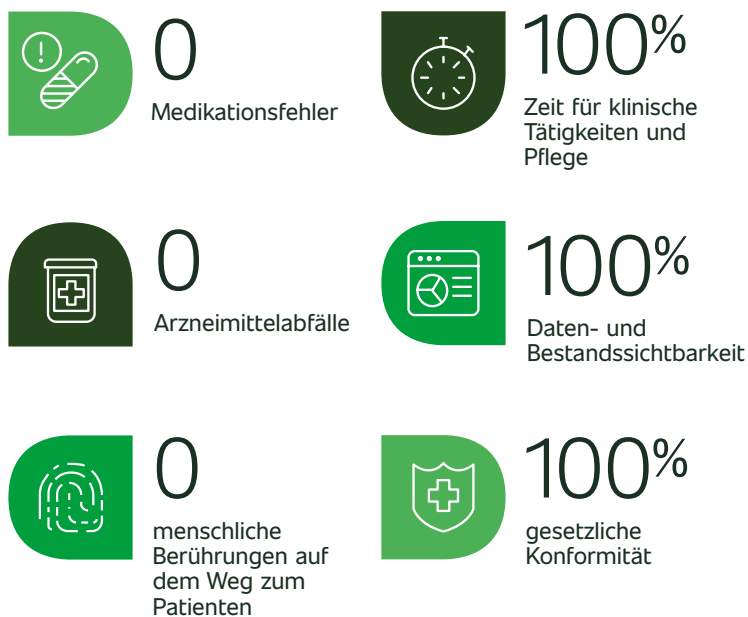 0
Medikationsfehler
100%
Zeit für klinische
Tätigkeiten und
Pflege
0
Arzneimittelabfälle
100%
Daten- und
Bestandssichtbarkeit
0
menschliche
Berührungen auf
dem Weg zum
Patienten
100%
gesetzliche
Konformität